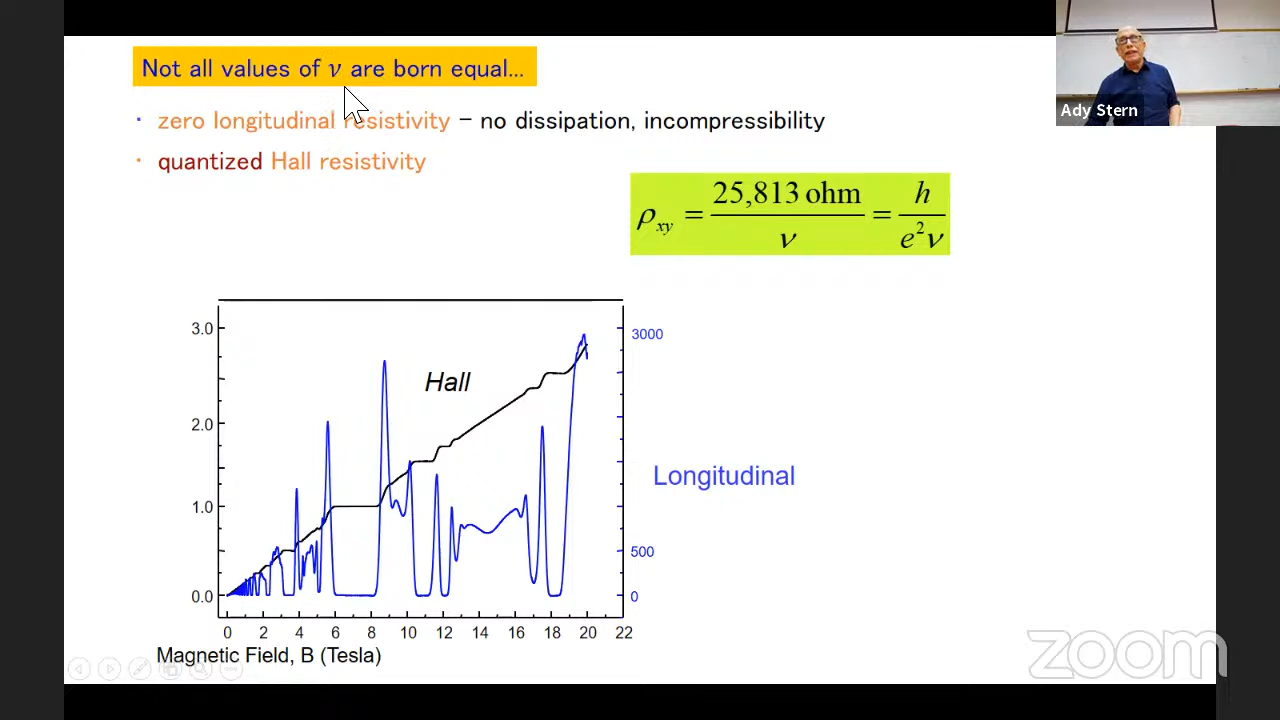 Not all values of ν are born equal...
· zero longitudinal resistivity – no dissipation, incompressibility
· quantized Hall resistivity
ρxy = 25,813 ohm / ν = h / e²ν
Ady Stern
3.0
2.0
1.0
0.0
Hall
3000
500
0
Longitudinal
0 2 4 6 8 10 12 14 16 18 20 22
Magnetic Field, B (Tesla)
zoom